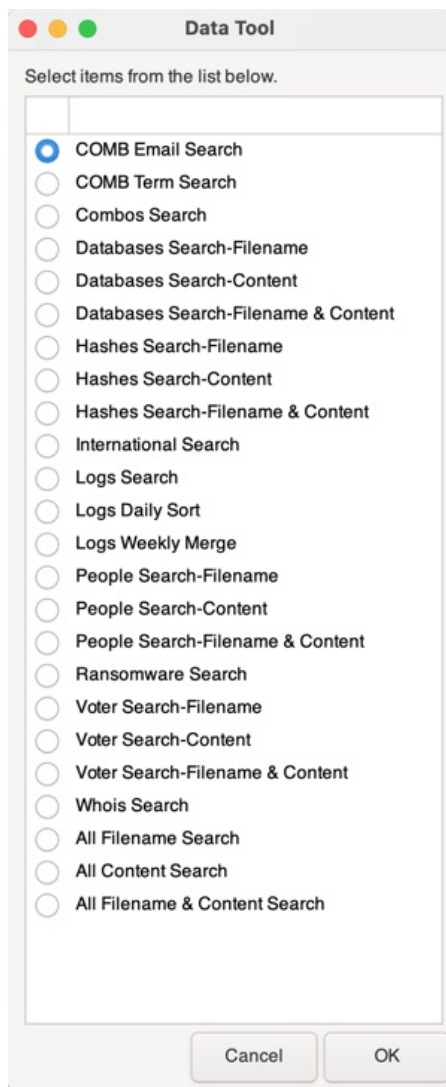 Data Tool
Select items from the list below.
COMB Email Search
COMB Term Search
Combos Search
Databases Search-Filename
Databases Search-Content
Databases Search-Filename & Content
Hashes Search-Filename
Hashes Search-Content
Hashes Search-Filename & Content
International Search
Logs Search
Logs Daily Sort
Logs Weekly Merge
People Search-Filename
People Search-Content
People Search-Filename & Content
Ransomware Search
Voter Search-Filename
Voter Search-Content
Voter Search-Filename & Content
Whois Search
All Filename Search
All Content Search
All Filename & Content Search
Cancel OK